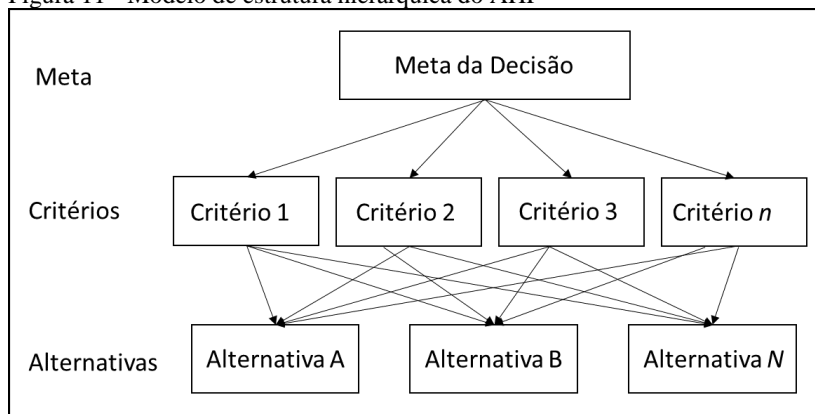 Figura 11 – Modelo de estrutura hierárquica do AHP
Meta
Meta da Decisão
Critérios
Critério 1
Critério 2
Critério 3
Critério n
Alternativas
Alternativa A
Alternativa B
Alternativa N